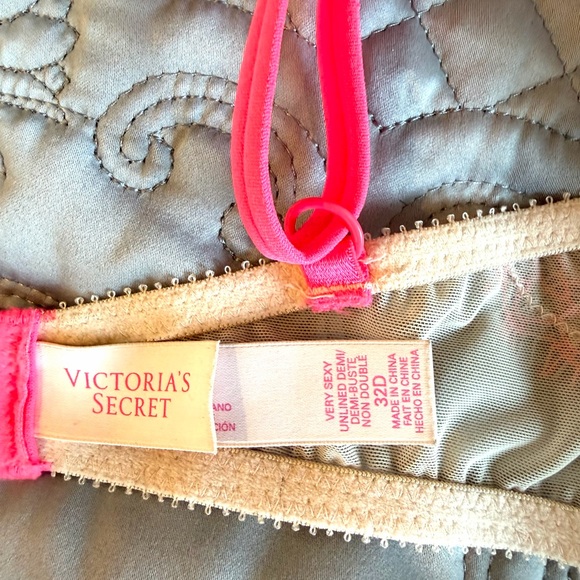 VICTORIA'S
SECRET
ANO
CIÓN
VERY SEXY
UNLINED DEMI/
DEMI-BUSTE
NON DOUBLÉ
32D
MADE IN CHINA
FAIT EN CHINE
HECHO EN CHINA